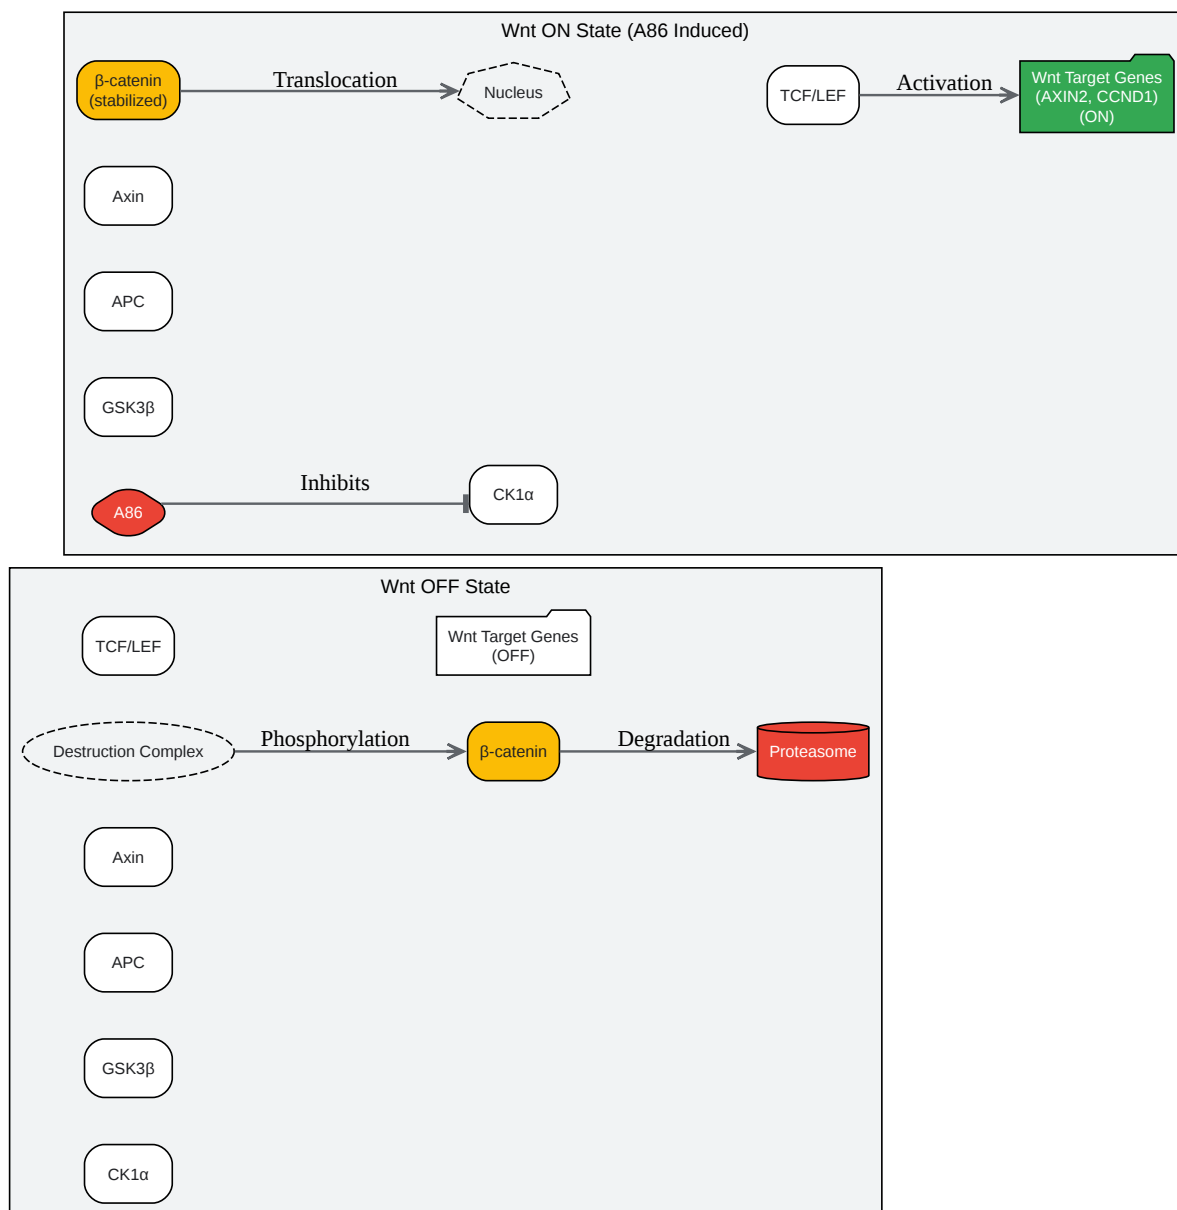 Wnt ON State (A86 Induced)
β-catenin
(stabilized)
Translocation
Nucleus
TCF/LEF
Activation
Wnt Target Genes
(AXIN2, CCND1)
(ON)
Axin
APC
GSK3β
A86
Inhibits
CK1α
Wnt OFF State
TCF/LEF
Wnt Target Genes
(OFF)
Destruction Complex
Phosphorylation
β-catenin
Degradation
Proteasome
Axin
APC
GSK3β
CK1α